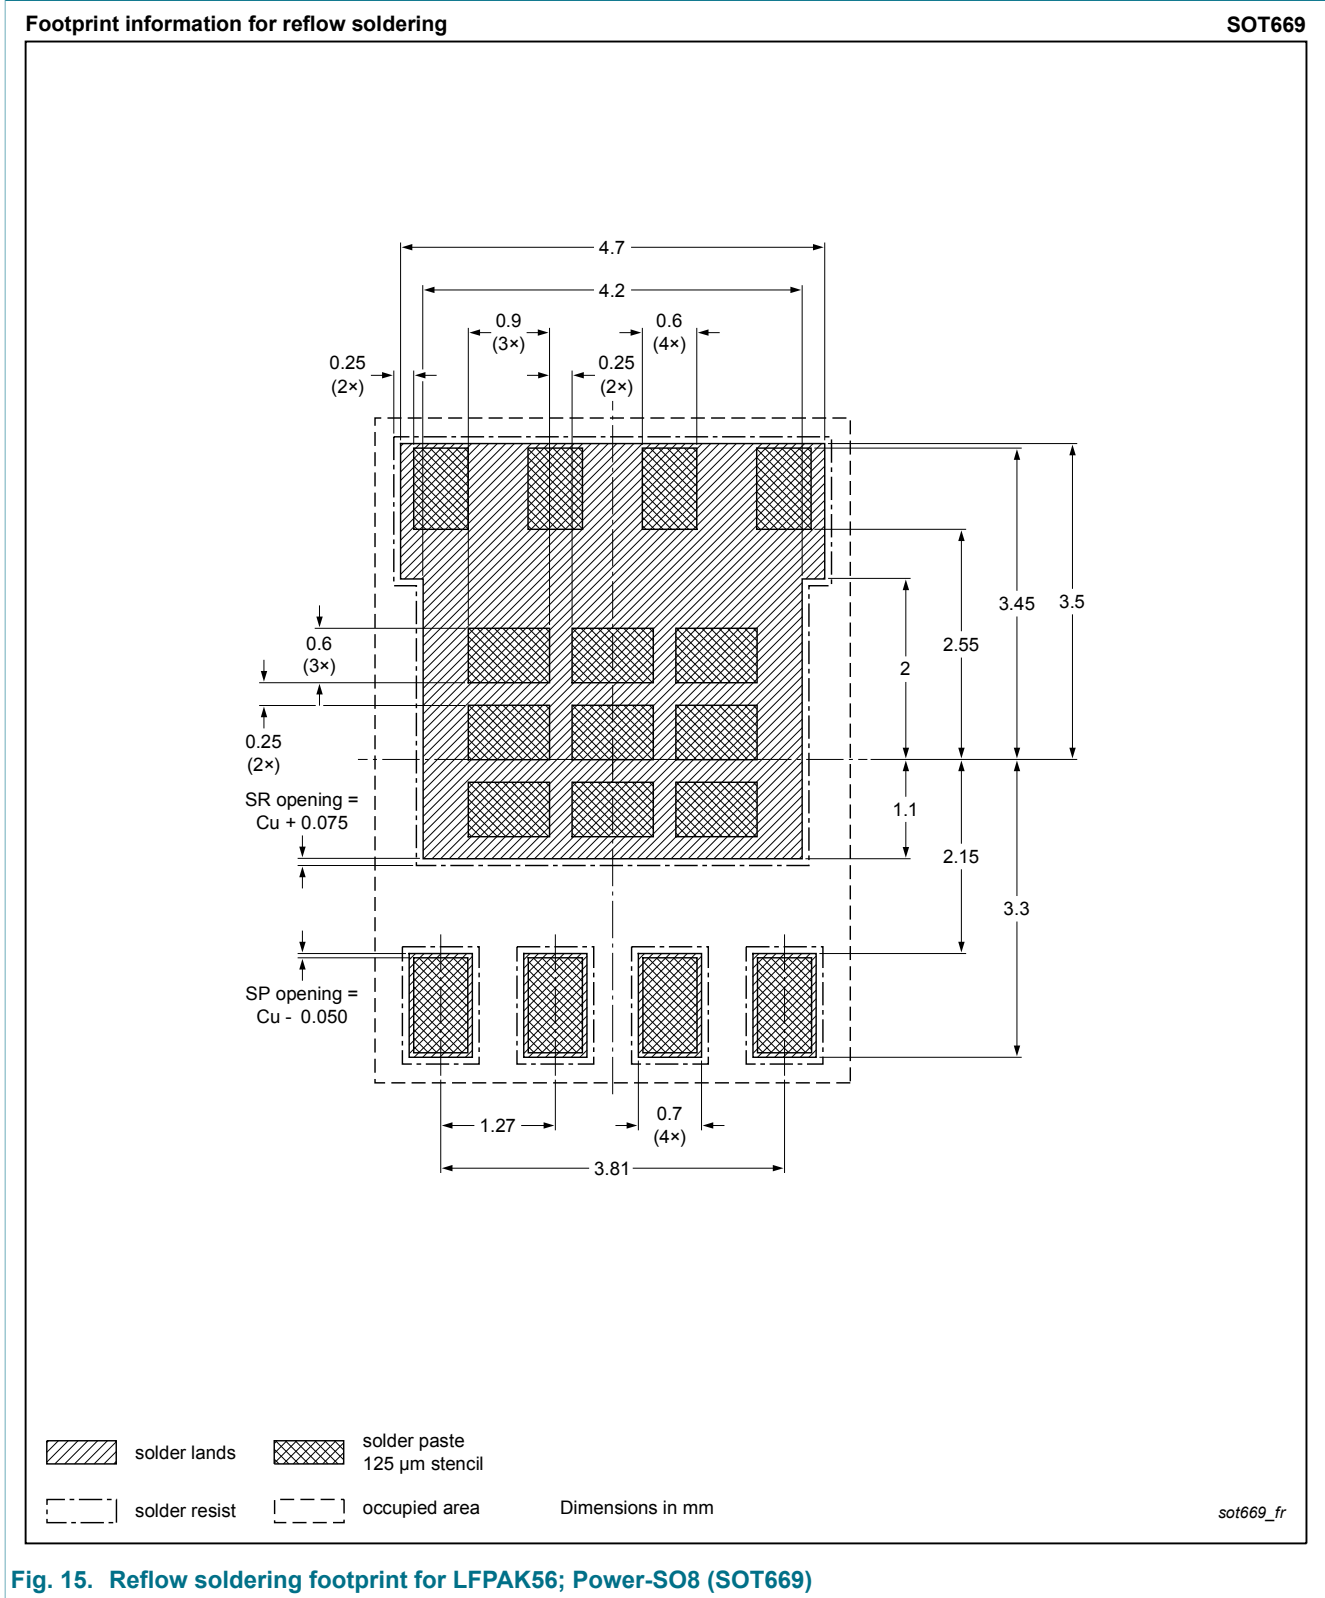 Footprint information for reflow soldering SOT669
4.7
4.2
0.9
(3×)
0.6
(4×)
0.25
(2×)
0.25
(2×)
3.45
3.5
2.55
2
0.6
(3×)
0.25
(2×)
SR opening =
Cu + 0.075
1.1
2.15
3.3
SP opening =
Cu - 0.050
1.27
0.7
(4×)
3.81
solder lands
solder paste
125 µm stencil
solder resist
occupied area
Dimensions in mm
sot669_fr
Fig. 15. Reflow soldering footprint for LFPAK56; Power-SO8 (SOT669)